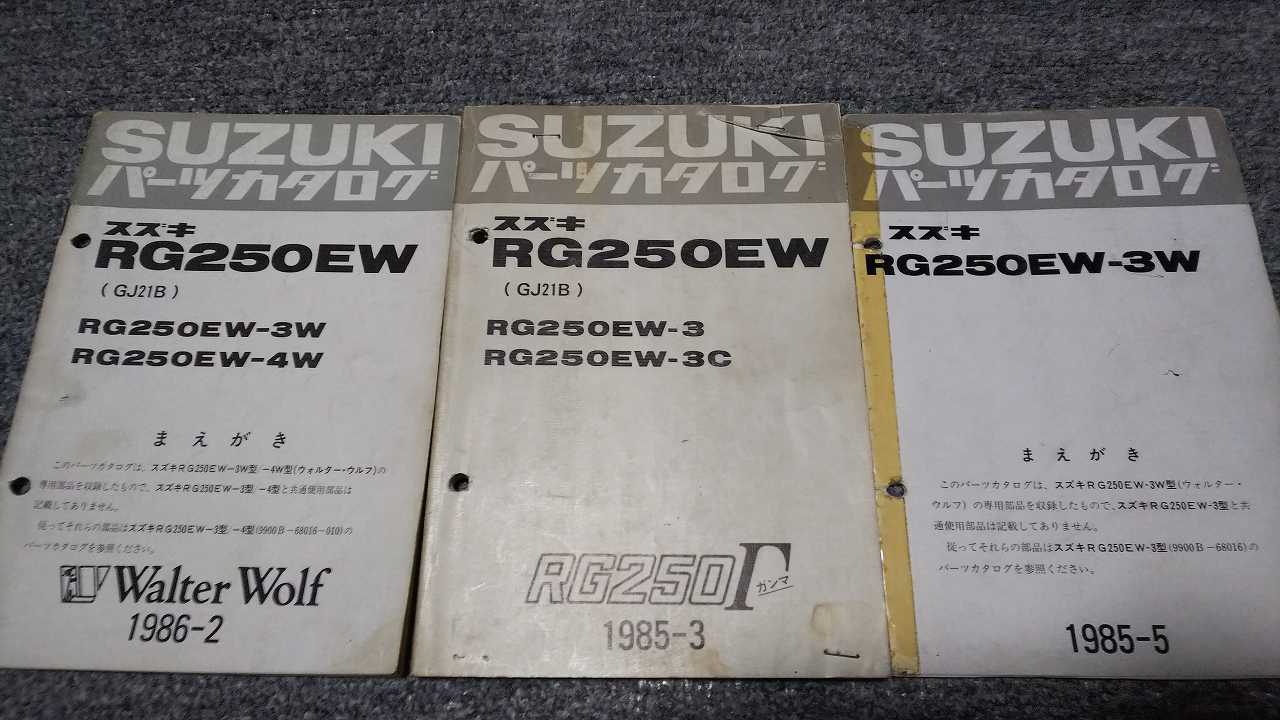 SUZUKI
パーツカタログ
スズキ
RG250EW
(GJ21B)
RG250EW-3W
RG250EW-4W
まえがき
このパーツカタログは、スズキRG250EW-3W型/-4W型(ウォルター・ウルフ)の
専用部品を収録したもので、スズキRG250EW-3型/-4型と共通使用部品は
記載してありません。
従ってそれらの部品はスズキRG250EW-3型/-4型(9900B-68016-010)の
パーツカタログを参照ください。
Walter Wolf
1986-2
SUZUKI
パーツカタログ
スズキ
RG250EW
(GJ21B)
RG250EW-3
RG250EW-3C
RG250Γ
ガンマ
1985-3
SUZUKI
パーツカタログ
スズキ
RG250EW-3W
まえがき
このパーツカタログは、スズキRG250EW-3W型(ウォルター・
ウルフ)の専用部品を収録したもので、スズキRG250EW-3型と共
通使用部品は記載してありません。
従ってそれらの部品はスズキRG250EW-3型(9900B-68016)の
パーツカタログを参照ください。
1985-5